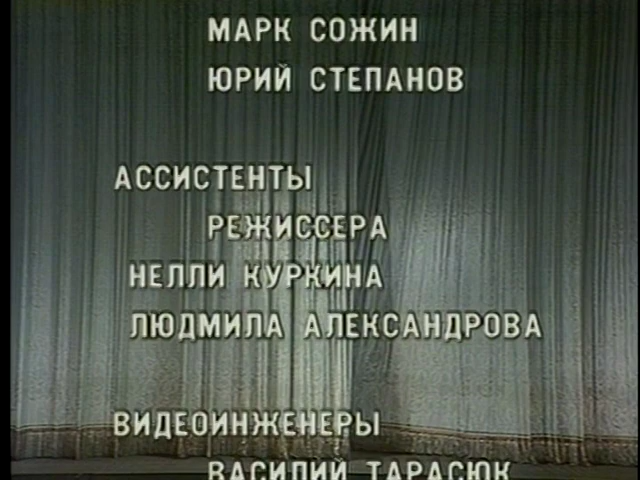 МАРК СОЖИН
ЮРИЙ СТЕПАНОВ
АССИСТЕНТЫ
РЕЖИССЕРА
НЕЛЛИ КУРКИНА
ЛЮДМИЛА АЛЕКСАНДРОВА
ВИДЕОИНЖЕНЕРЫ
ВАСИЛИЙ ТАРАСЮК